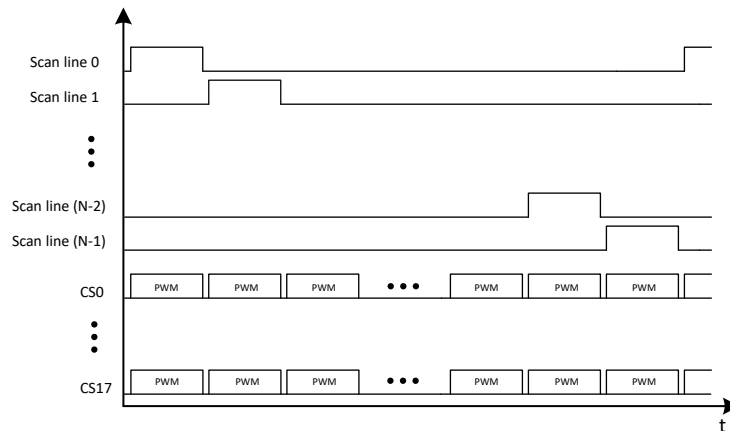 Scan line 0
Scan line 1
Scan line (N-2)
Scan line (N-1)
CS0 PWM PWM PWM PWM PWM PWM
CS17 PWM PWM PWM PWM PWM PWM
t